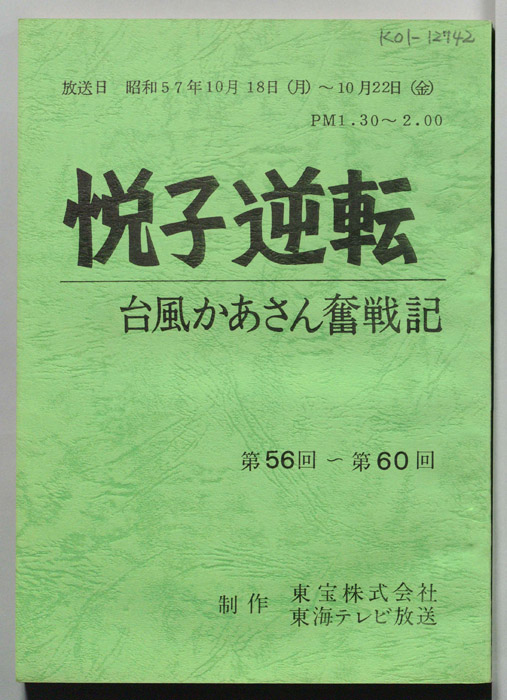 K01-12742
放送日 昭和57年10月18日(月)~10月22日(金)
PM1.30~2.00
悦子逆転
台風かあさん奮戦記
第56回~第60回
制作 東宝株式会社
東海テレビ放送